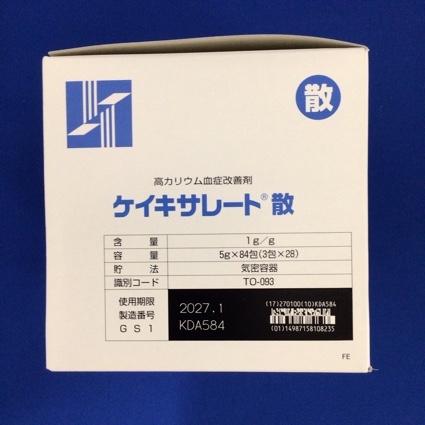 散
高カリウム血症改善剤
ケイキサレート®散
含量 1g/g
容量 5g×84包(3包×28)
貯法 気密容器
識別コード TO-093
使用期限 2027.1
製造番号 KDA584
GS1
(17)270100(10)KDA584
(01)14987158108235
FE